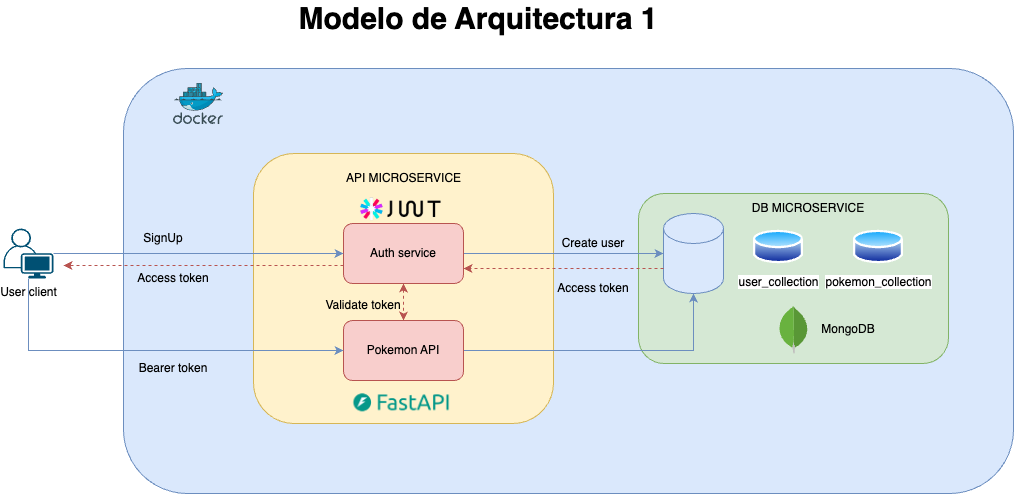 Modelo de Arquitectura 1
docker
API MICROSERVICE
JWT
DB MICROSERVICE
SignUp
Auth service
Create user
Access token
Access token
user_collection
pokemon_collection
User client
Validate token
MongoDB
Pokemon API
Bearer token
FastAPI